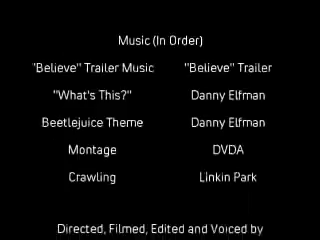 Music (In Order)
"Believe" Trailer Music "Believe" Trailer
"What's This?" Danny Elfman
Beetlejuice Theme Danny Elfman
Montage DVDA
Crawling Linkin Park
Directed, Filmed, Edited and Voiced by